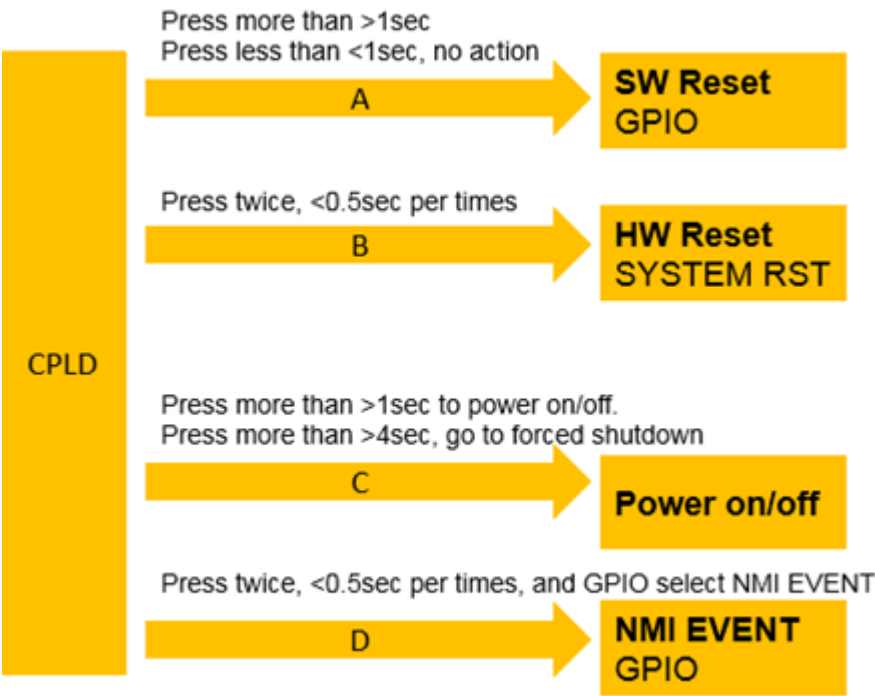 Press more than >1sec
Press less than <1sec, no action
A
SW Reset
GPIO
Press twice, <0.5sec per times
B
HW Reset
SYSTEM RST
CPLD
Press more than >1sec to power on/off.
Press more than >4sec, go to forced shutdown
C
Power on/off
Press twice, <0.5sec per times, and GPIO select NMI EVENT
D
NMI EVENT
GPIO